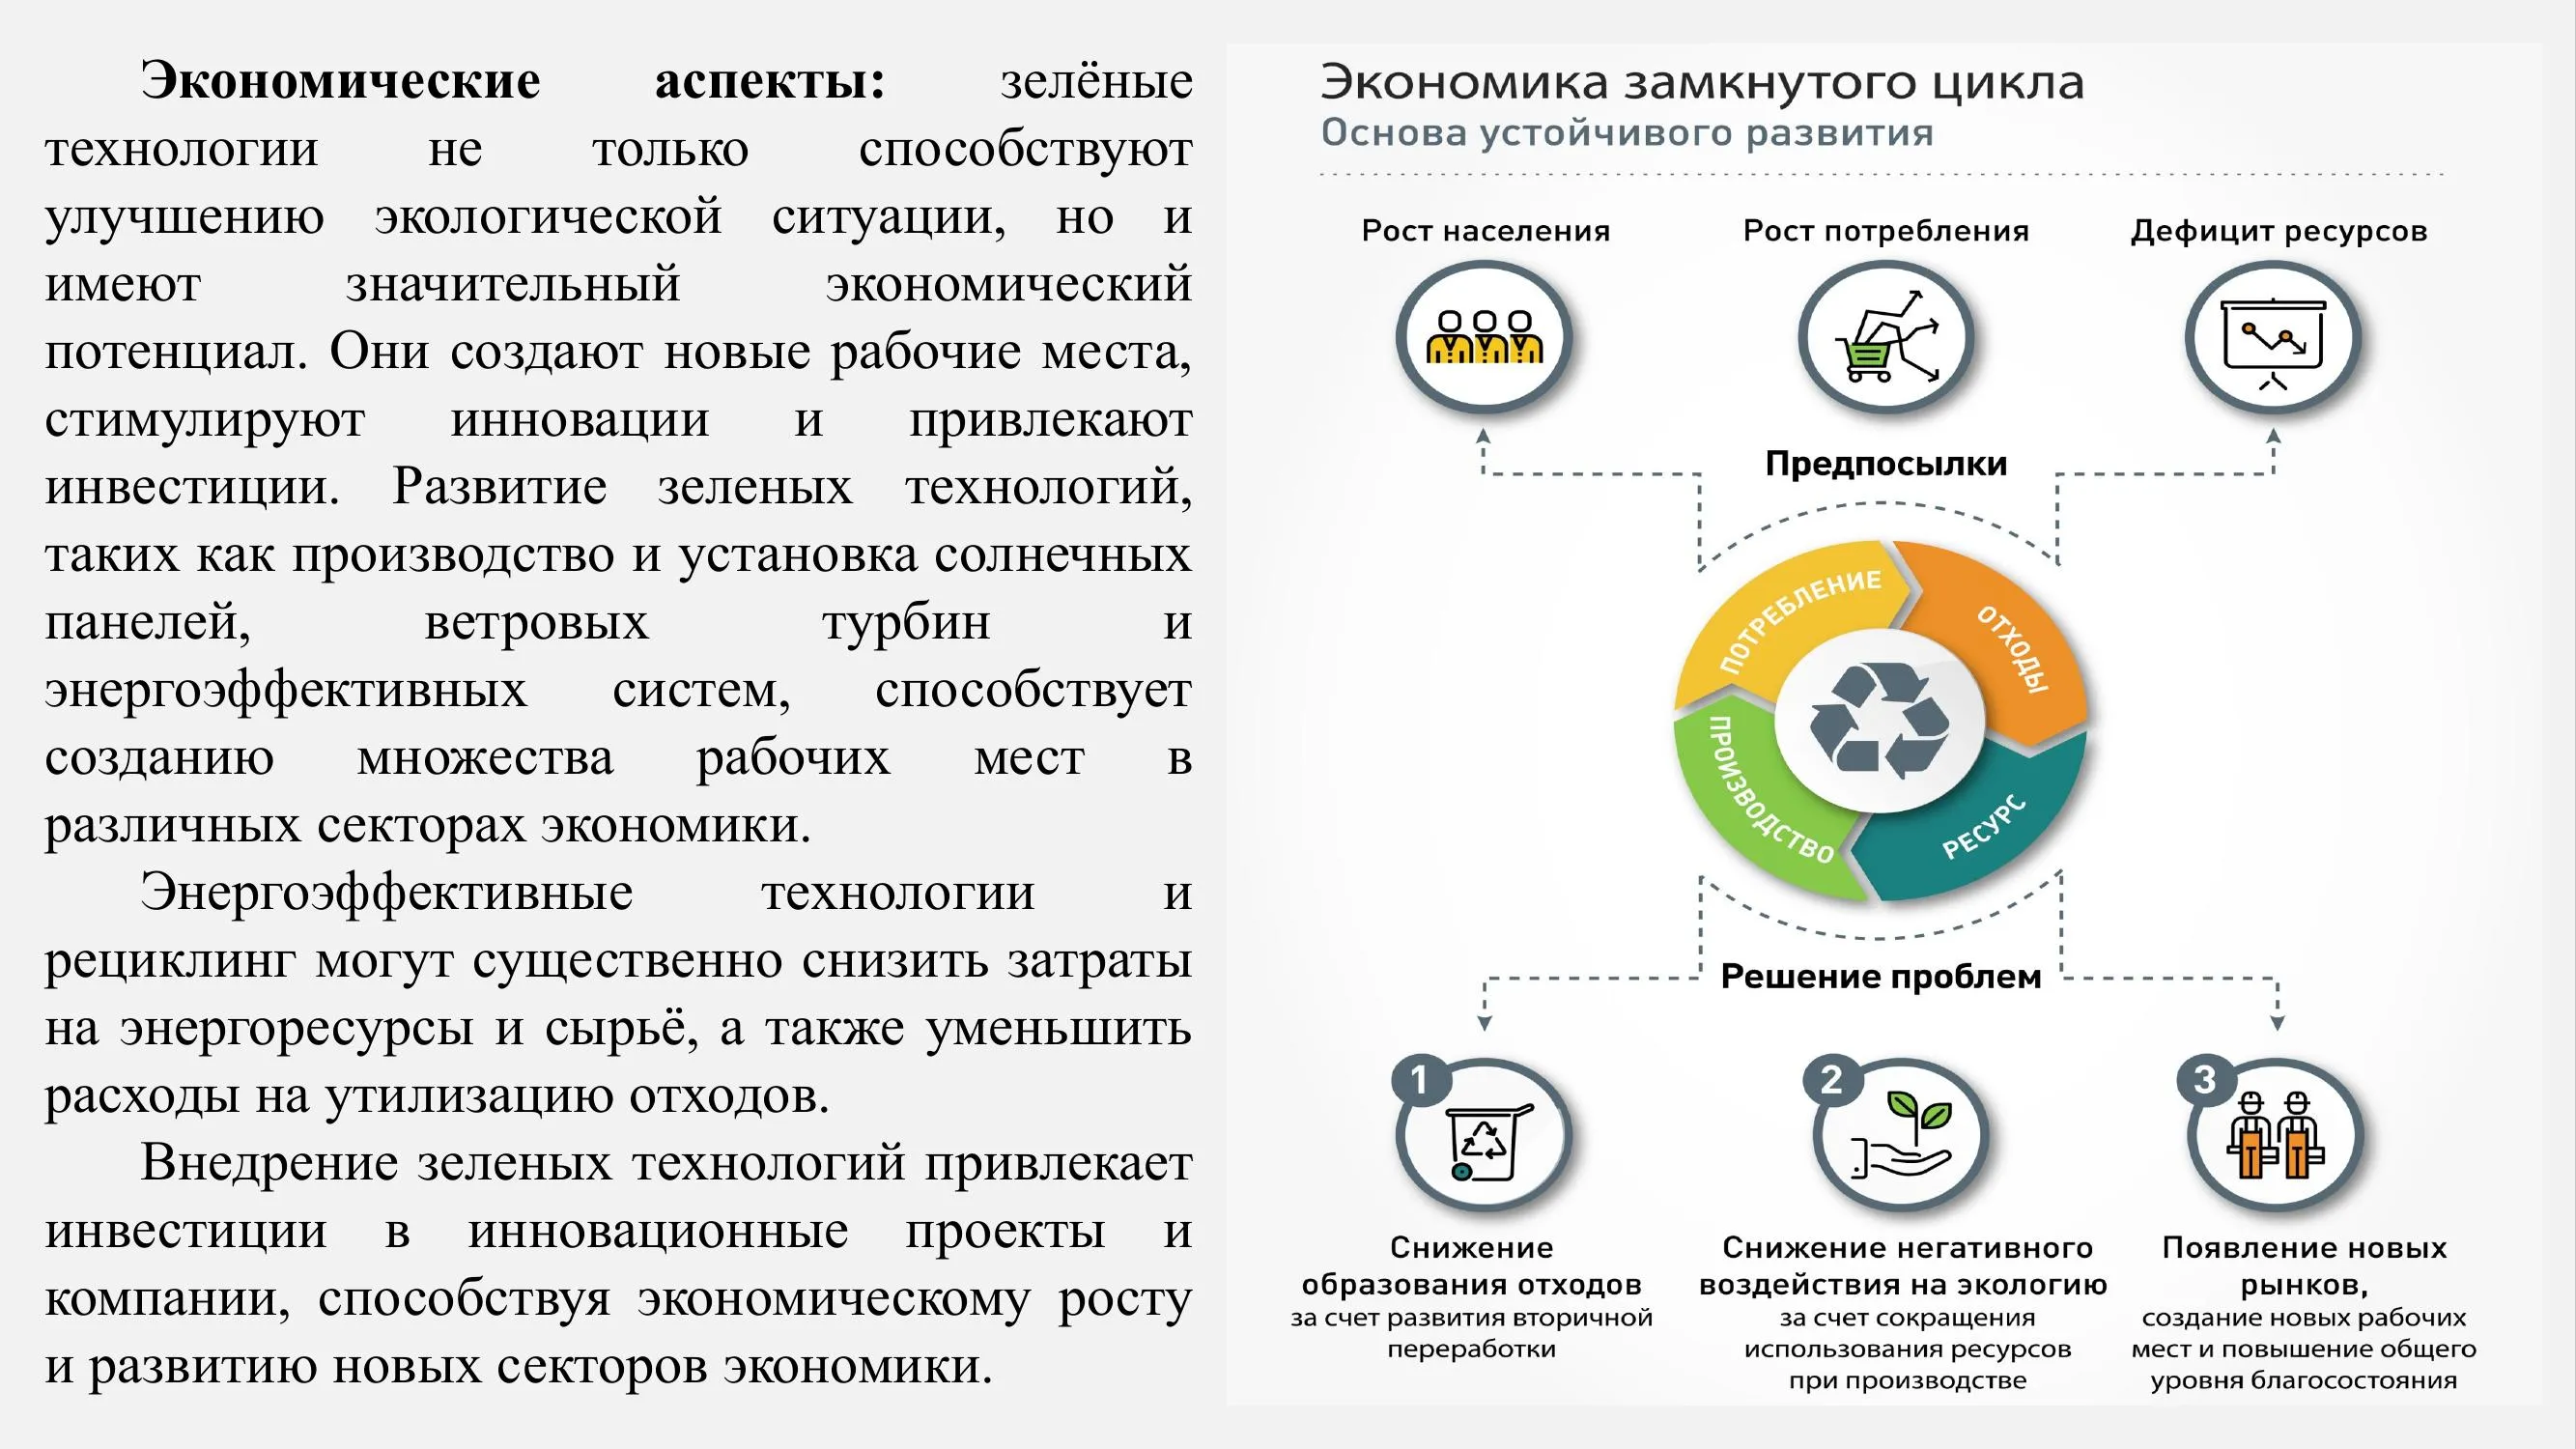 Экономические аспекты: зелёные
технологии не только способствуют
улучшению экологической ситуации, но и
имеют значительный экономический
потенциал. Они создают новые рабочие места,
стимулируют инновации и привлекают
инвестиции. Развитие зеленых технологий,
таких как производство и установка солнечных
панелей, ветровых турбин и
энергоэффективных систем, способствует
созданию множества рабочих мест в
различных секторах экономики.
Энергоэффективные технологии и
рециклинг могут существенно снизить затраты
на энергоресурсы и сырьё, а также уменьшить
расходы на утилизацию отходов.
Внедрение зеленых технологий привлекает
инвестиции в инновационные проекты и
компании, способствуя экономическому росту
и развитию новых секторов экономики.
Экономика замкнутого цикла
Основа устойчивого развития
Рост населения
Рост потребления
Дефицит ресурсов
Предпосылки
ПОТРЕБЛЕНИЕ
ОТХОДЫ
ПРОИЗВОДСТВО
РЕСУРС
Решение проблем
1
Снижение
образования отходов
за счет развития вторичной
переработки
2
Снижение негативного
воздействия на экологию
за счет сокращения
использования ресурсов
при производстве
3
Появление новых
рынков,
создание новых рабочих
мест и повышение общего
уровня благосостояния